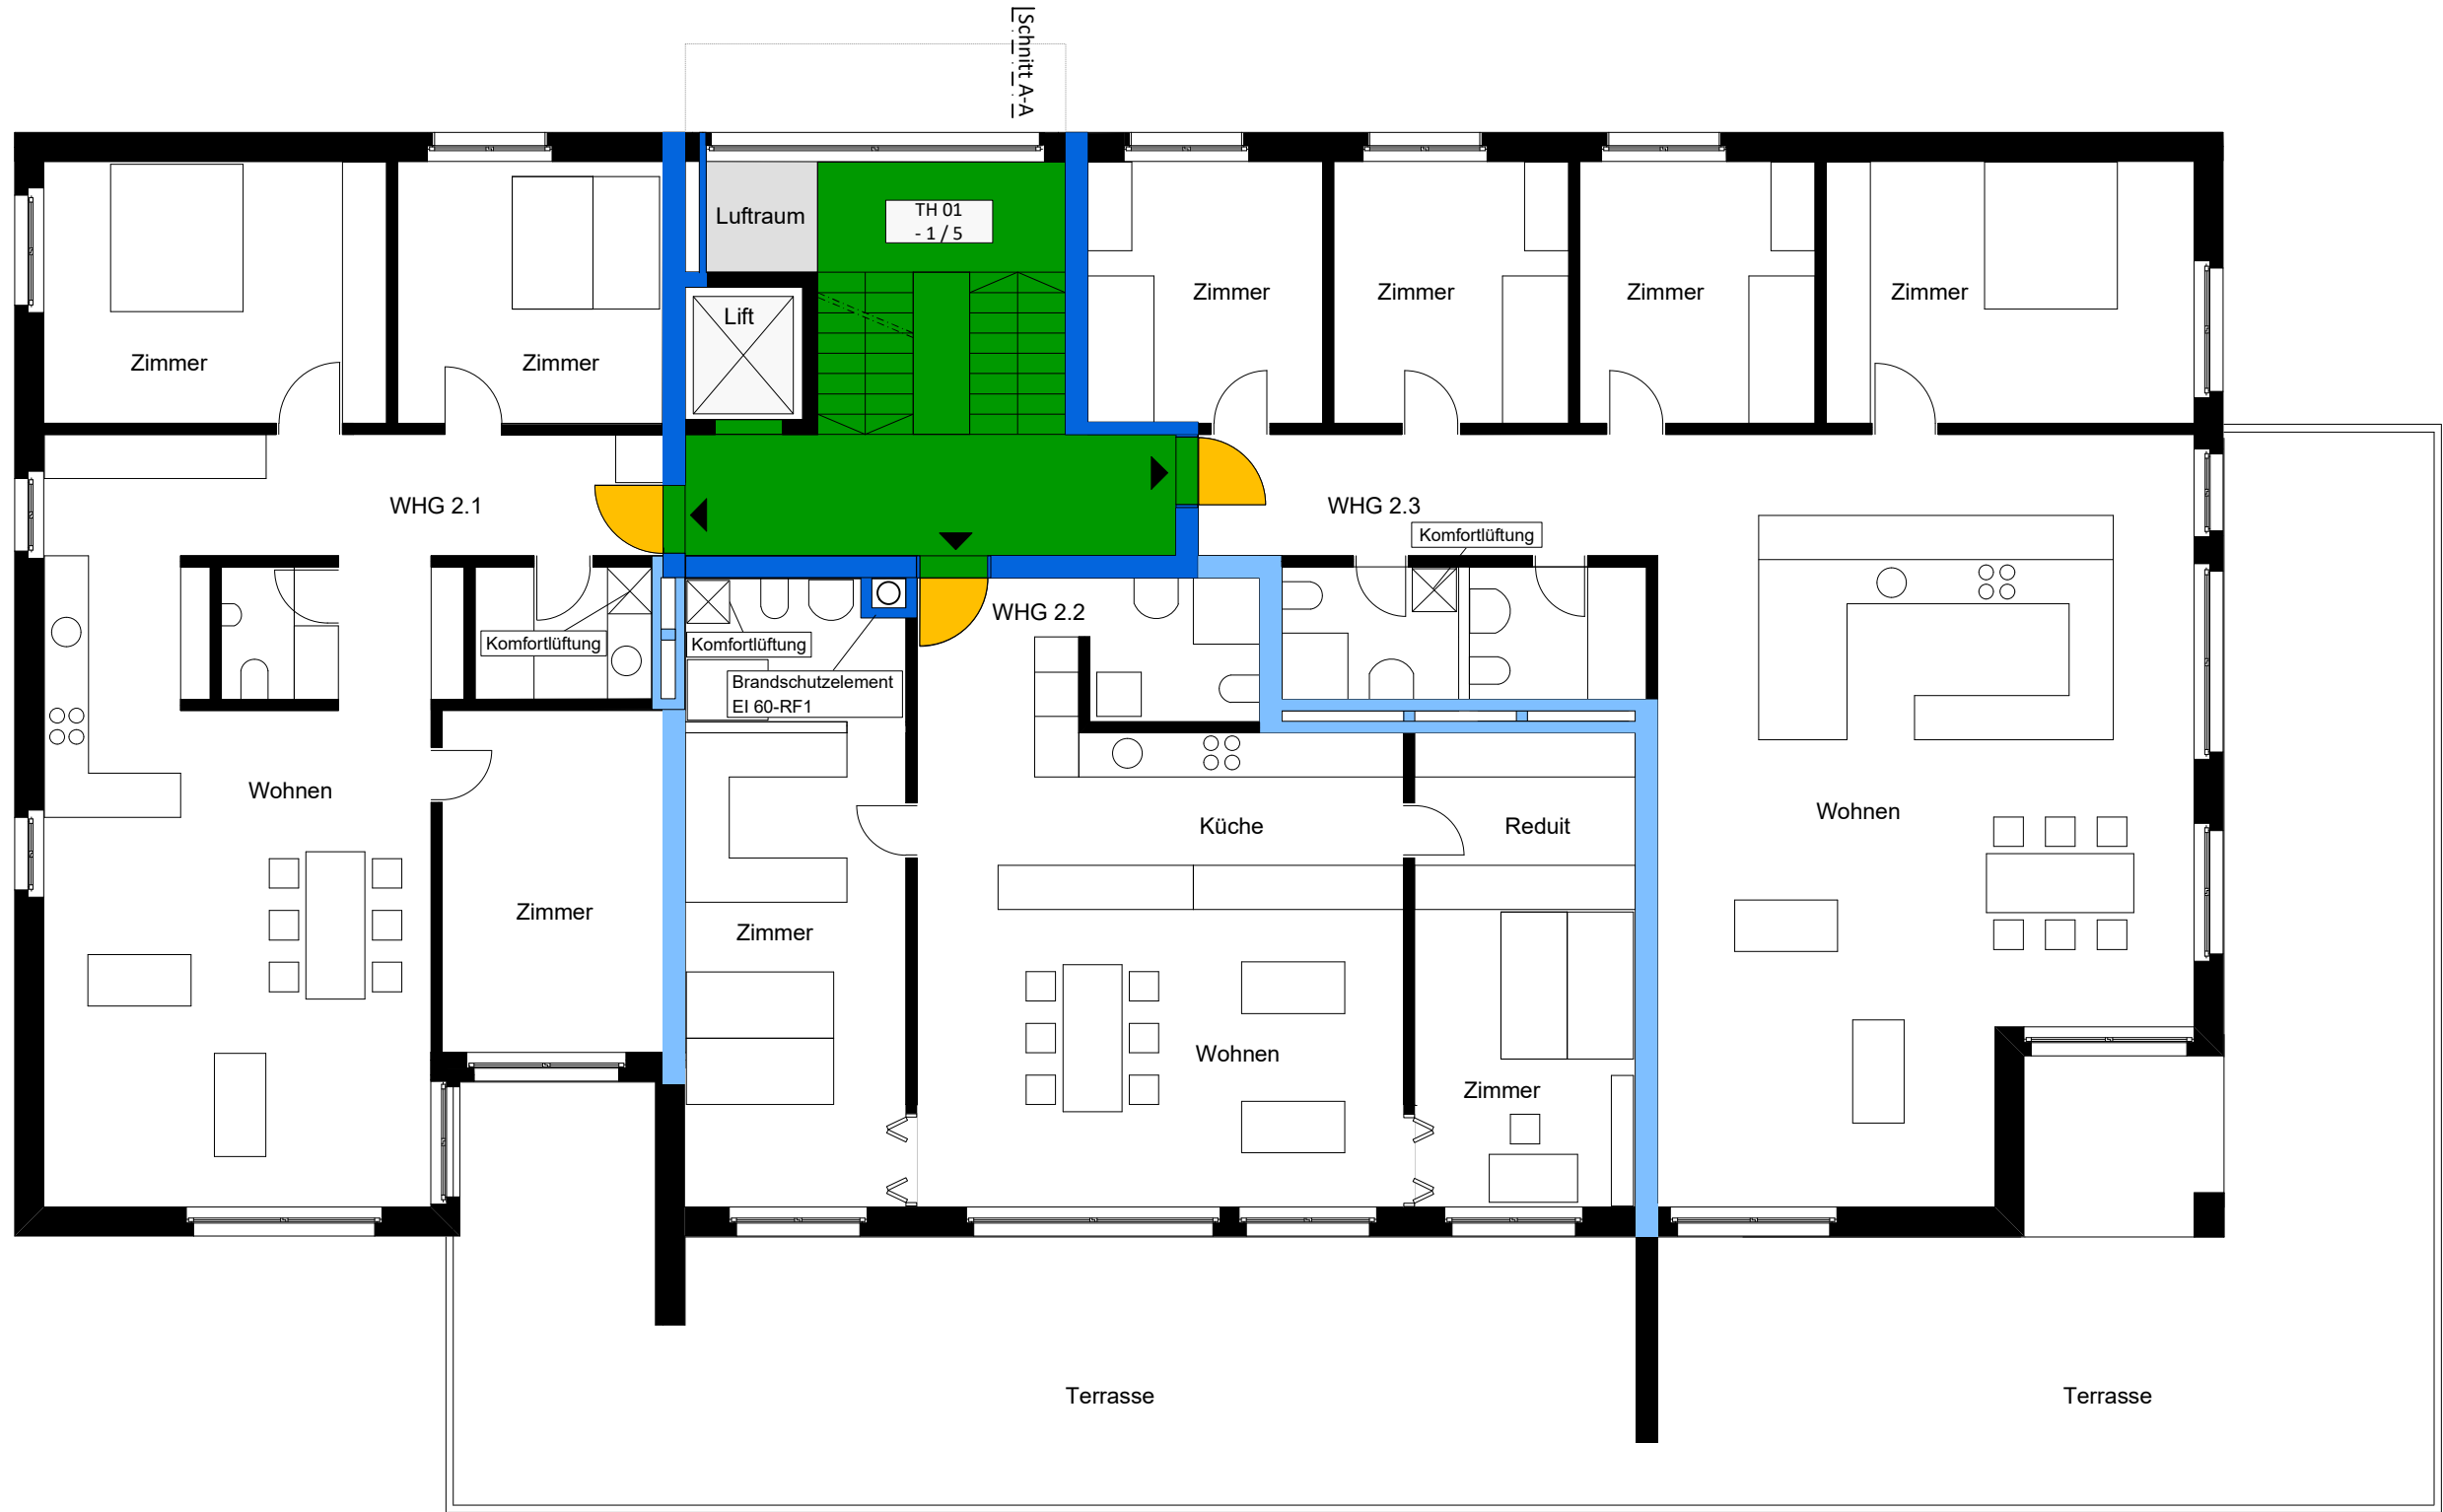 Schnitt A-A
Luftraum
TH 01
- 1 / 5
Lift
Zimmer
Zimmer
Zimmer
Zimmer
Zimmer
Zimmer
WHG 2.1
WHG 2.3
Komfortlüftung
WHG 2.2
Komfortlüftung
Komfortlüftung
Brandschutzelement
EI 60-RF1
Wohnen
Küche
Reduit
Wohnen
Zimmer
Zimmer
Wohnen
Zimmer
Terrasse
Terrasse